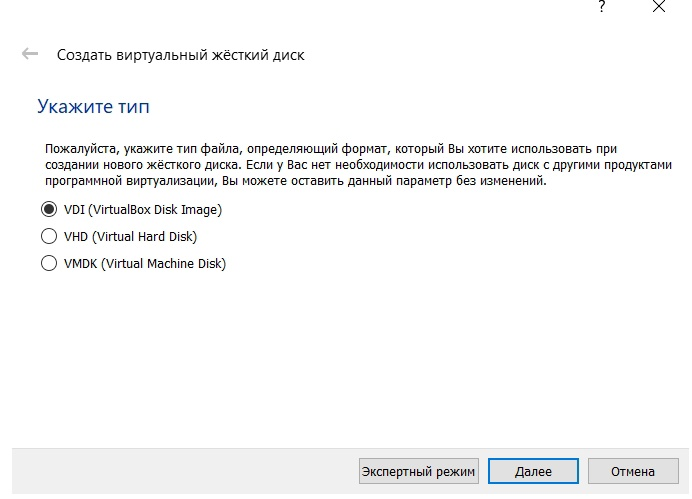 ?
Создать виртуальный жёсткий диск
Укажите тип
Пожалуйста, укажите тип файла, определяющий формат, который Вы хотите использовать при
создании нового жёсткого диска. Если у Вас нет необходимости использовать диск с другими продуктами
программной виртуализации, Вы можете оставить данный параметр без изменений.
VDI (VirtualBox Disk Image)
VHD (Virtual Hard Disk)
VMDK (Virtual Machine Disk)
Экспертный режим Далее Отмена